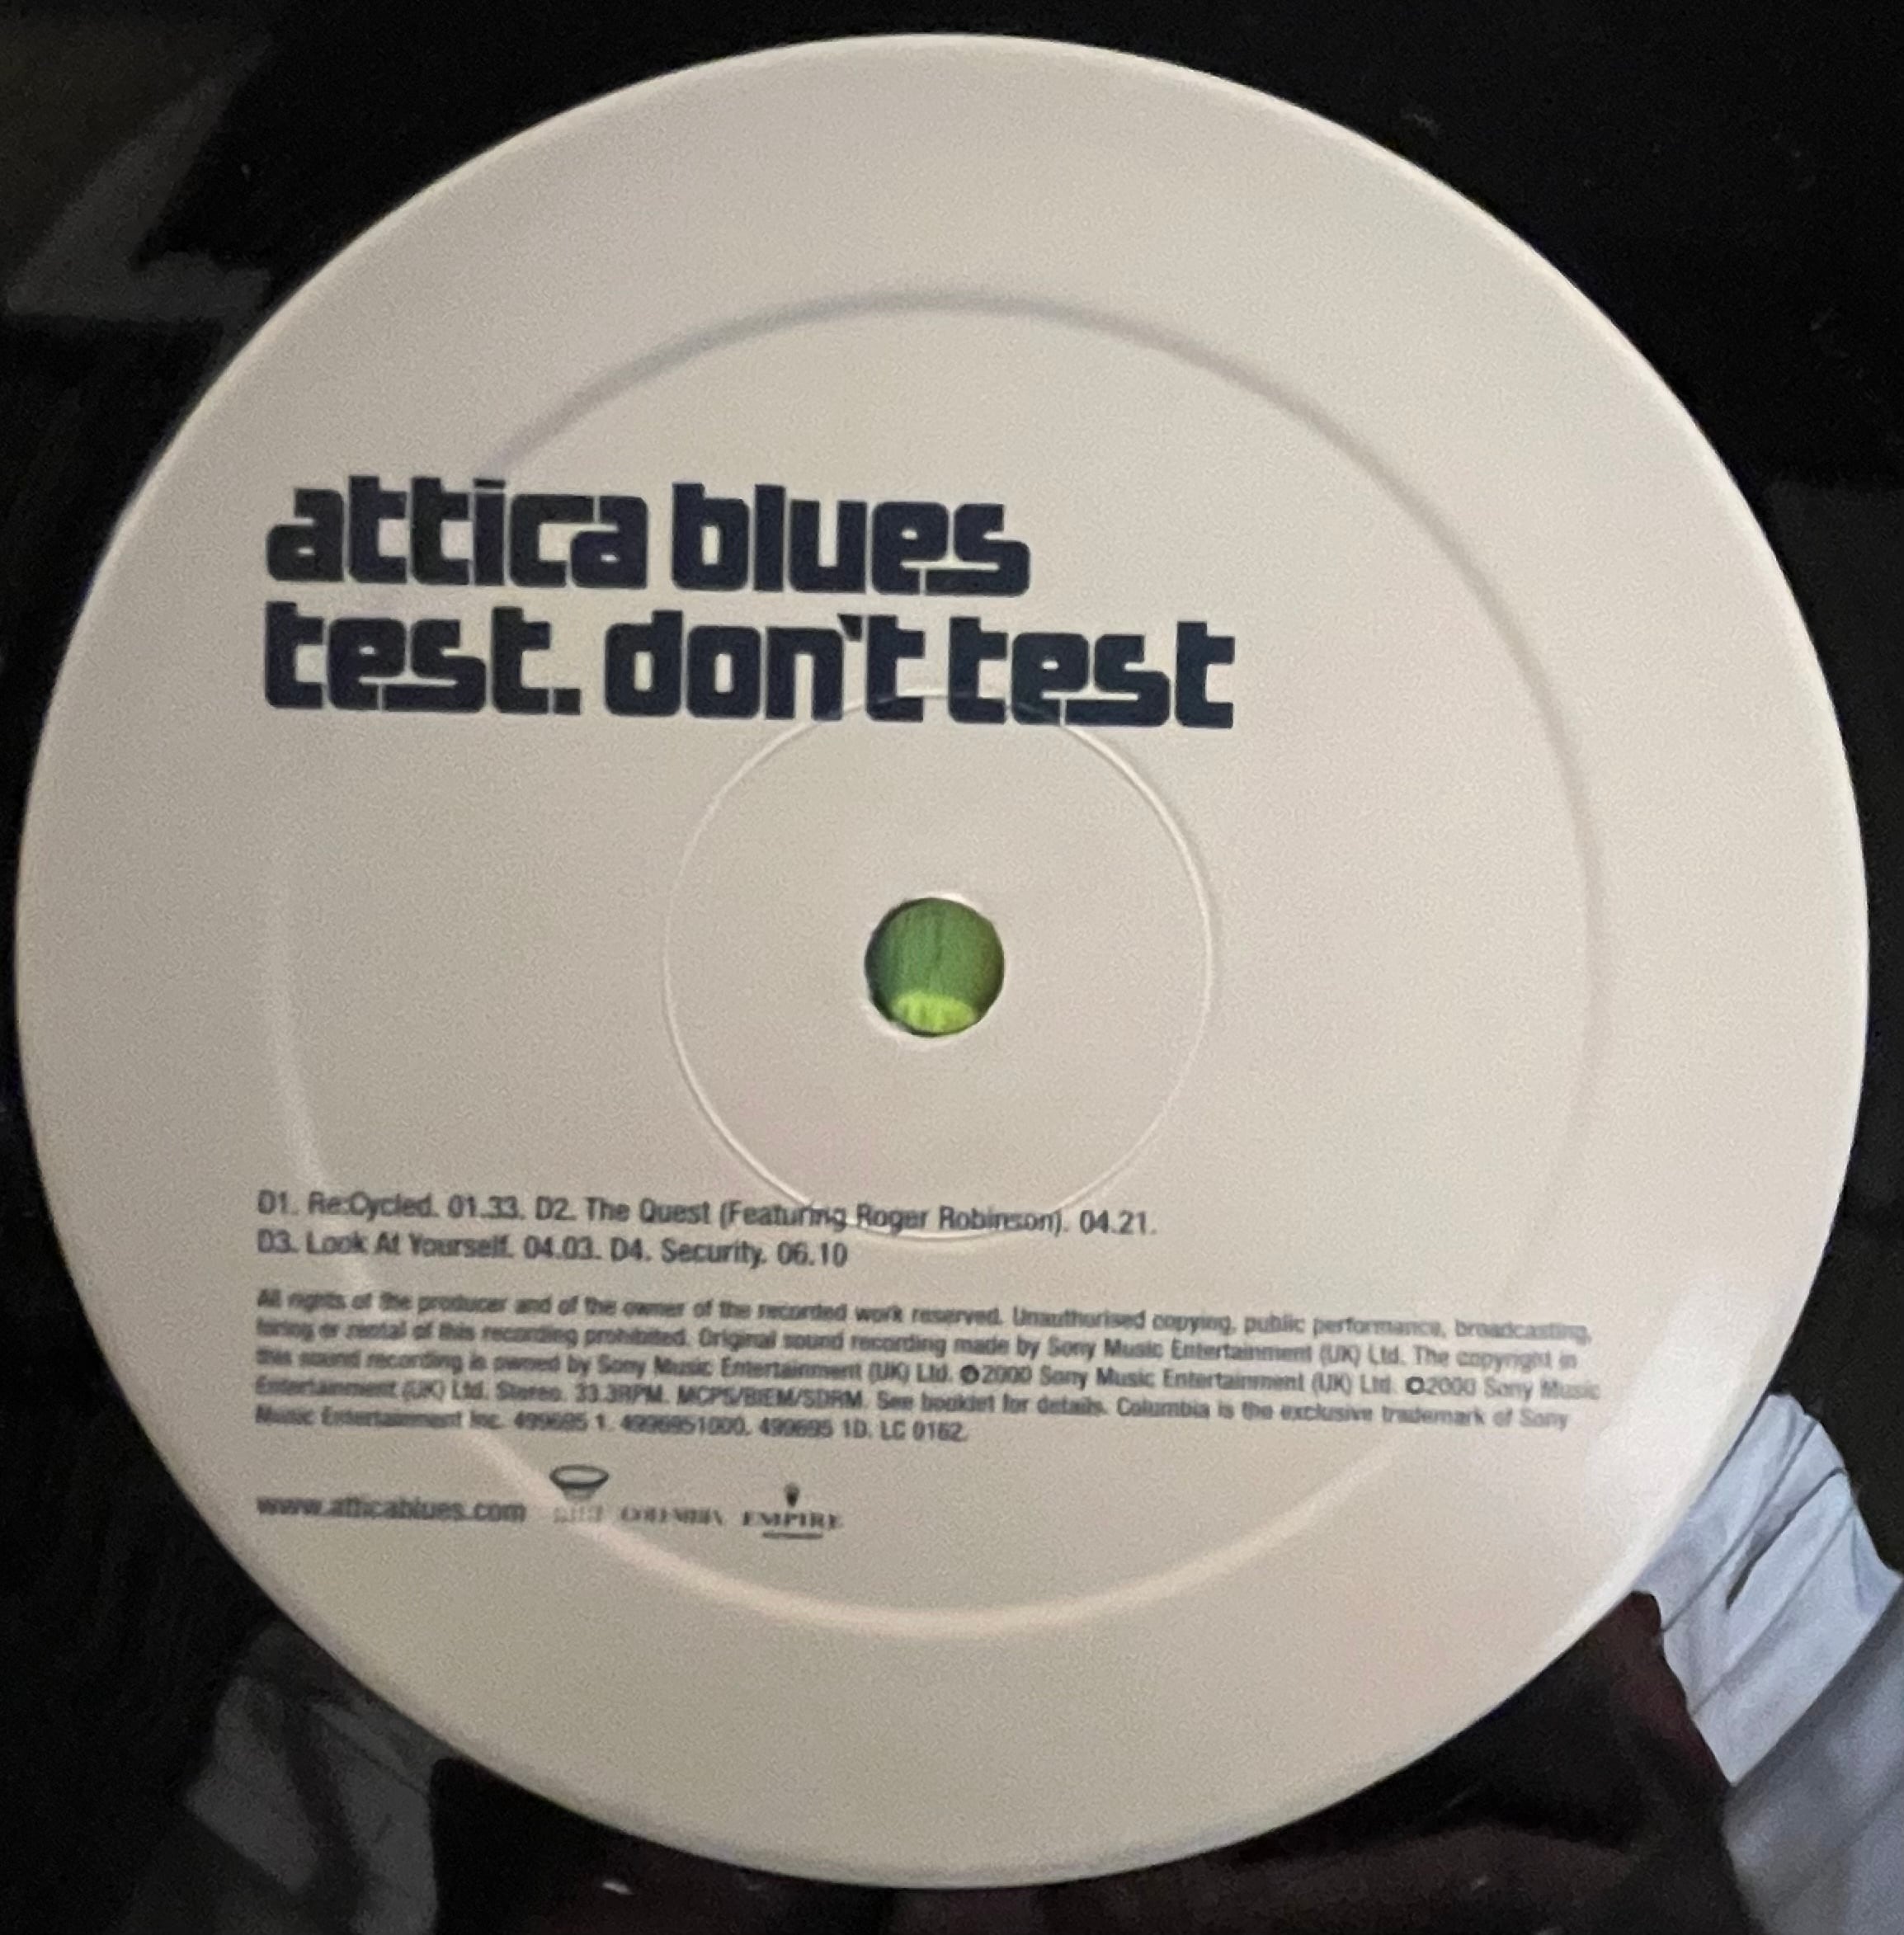 attica blues
test. don't test
D1. Re:Cycled. 01.33. D2. The Quest (Featuring Roger Robinson). 04.21.
D3. Look At Yourself. 04.03. D4. Security. 06.10
All rights of the producer and of the owner of the recorded work reserved. Unauthorised copying, public performance, broadcasting,
hiring or rental of this recording prohibited. Original sound recording made by Sony Music Entertainment (UK) Ltd. The copyright in
this sound recording is owned by Sony Music Entertainment (UK) Ltd. ℗2000 Sony Music Entertainment (UK) Ltd. ©2000 Sony Music
Entertainment (UK) Ltd. Stereo. 33.3RPM. MCPS/BIEM/SDRM. See booklet for details. Columbia is the exclusive trademark of Sony
Music Entertainment Inc. 499695 1. 4996951000. 499695 1D. LC 0162.
www.atticablues.com COLUMBIA EMPIRE